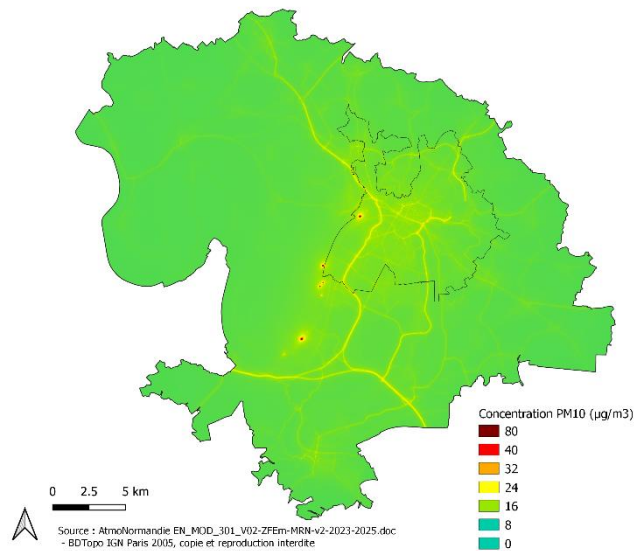 Concentration PM10 (µg/m3)
80
40
32
24
16
8
0
0 2.5 5 km
Source : AtmoNormandie EN_MOD_301_V02-ZFEm-MRN-v2-2023-2025.doc
- BDTopo IGN Paris 2005, copie et reproduction interdite